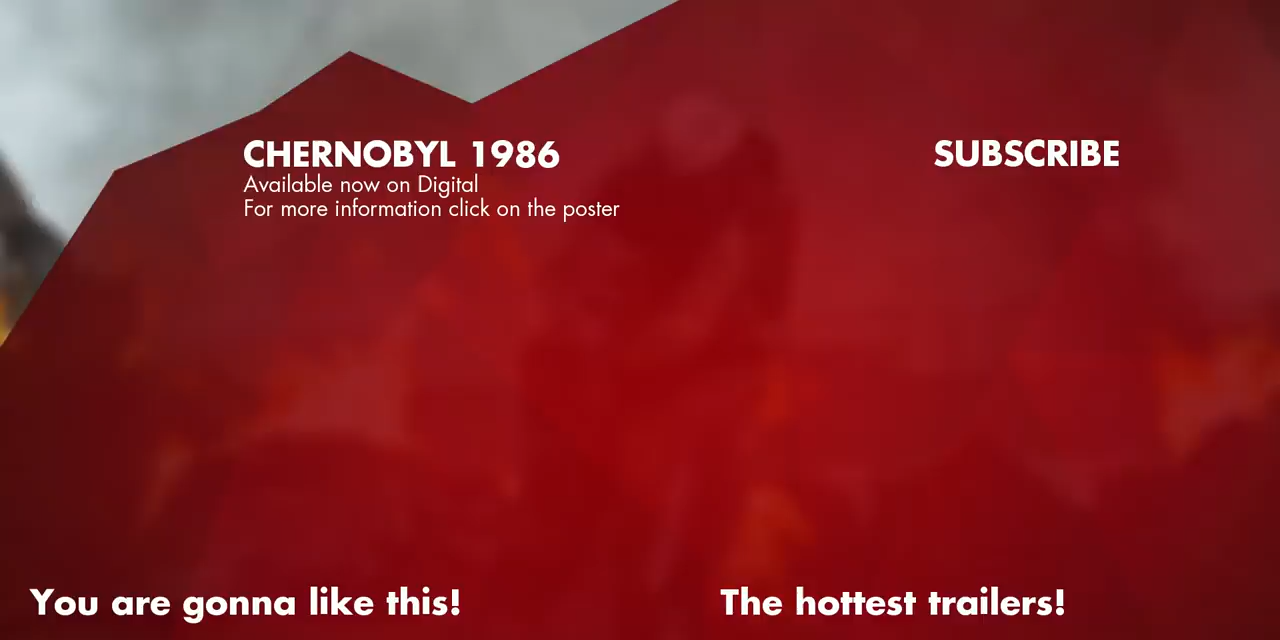 CHERNOBYL 1986
Available now on Digital
For more information click on the poster
SUBSCRIBE
You are gonna like this!
The hottest trailers!